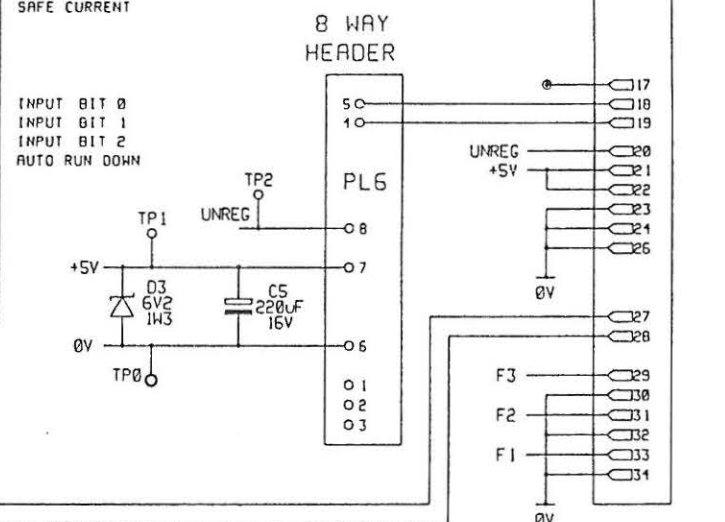 SAFE CURRENT
8 WAY
HEADER
INPUT BIT 0
INPUT BIT 1
INPUT BIT 2
AUTO RUN DOWN
5
4
PL6
8
7
6
1
2
3
TP2
UNREG
TP1
+5V
D3
6V2
1W3
C5
220uF
16V
0V
TP0
17
18
19
UNREG
20
+5V
21
22
23
24
26
0V
27
28
F3
29
30
F2
31
32
F1
33
34
0V